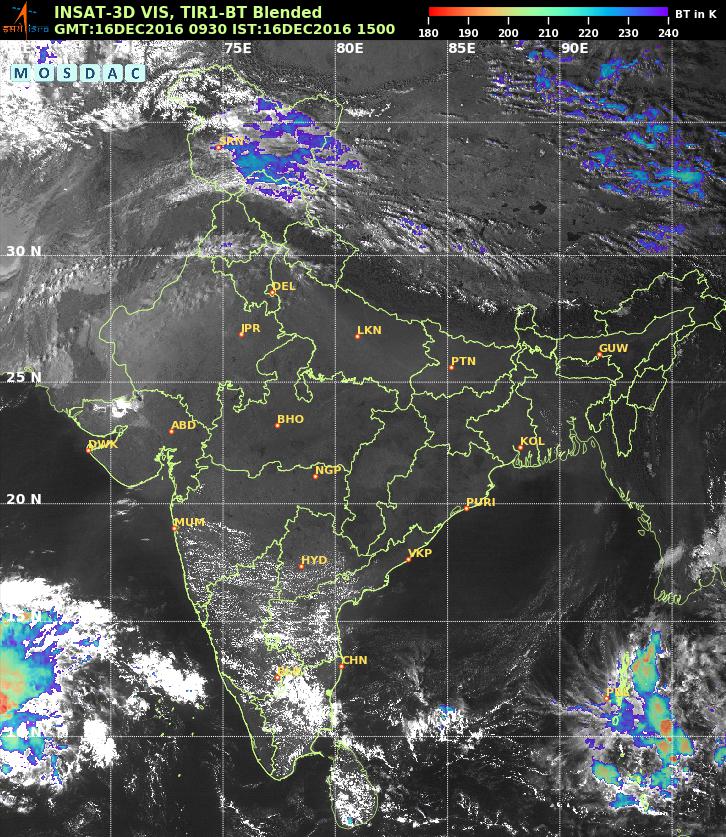 INSAT-3D VIS, TIR1-BT Blended
GMT:16DEC2016 0930 IST:16DEC2016 1500
BT in K
180 190 200 210 220 230 240
75E 80E 85E 90E
M O S D A C
SRN
30 N
DEL
JPR LKN
GUW
PTN
25 N
BHO
ABD
KOL
DWK
NGP
20 N
PURI
MUM
VKP
HYD
CHN